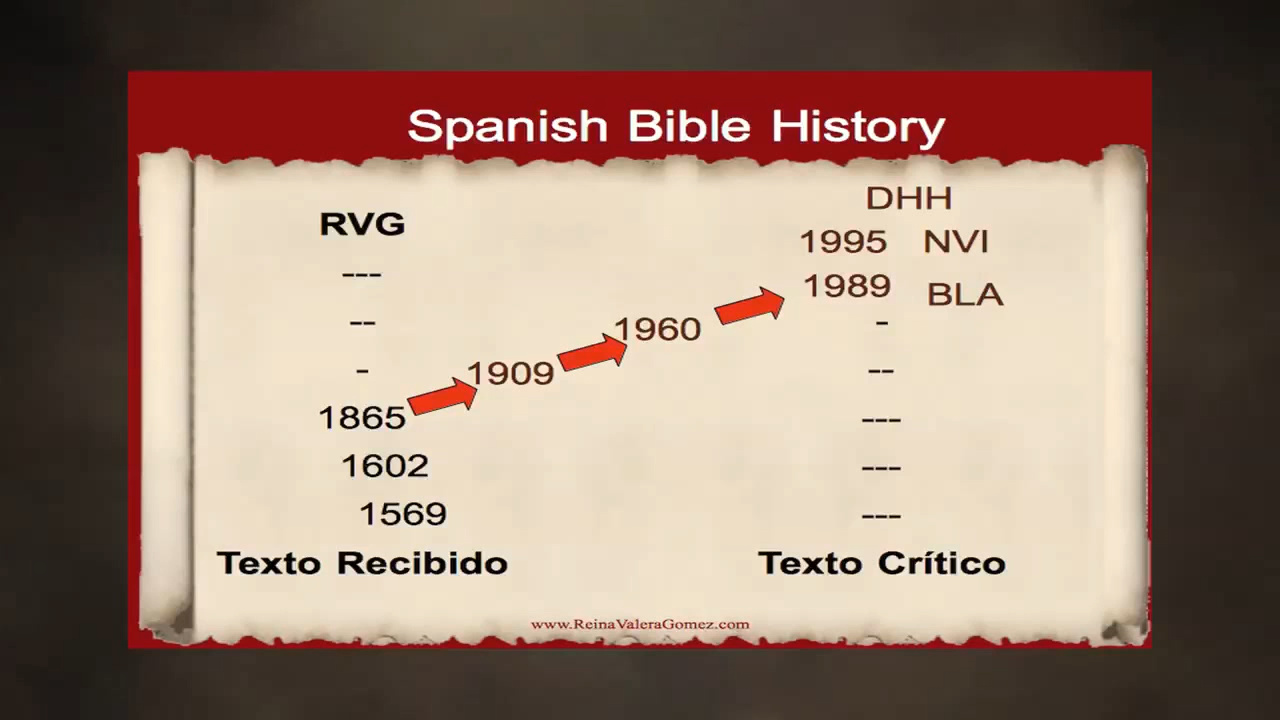 Spanish Bible History
DHH
RVG
1995 NVI
---
1989 BLA
--
1960
-
-
1909
--
1865
---
1602
---
1569
---
Texto Recibido
Texto Crítico
www.ReinaValeraGomez.com